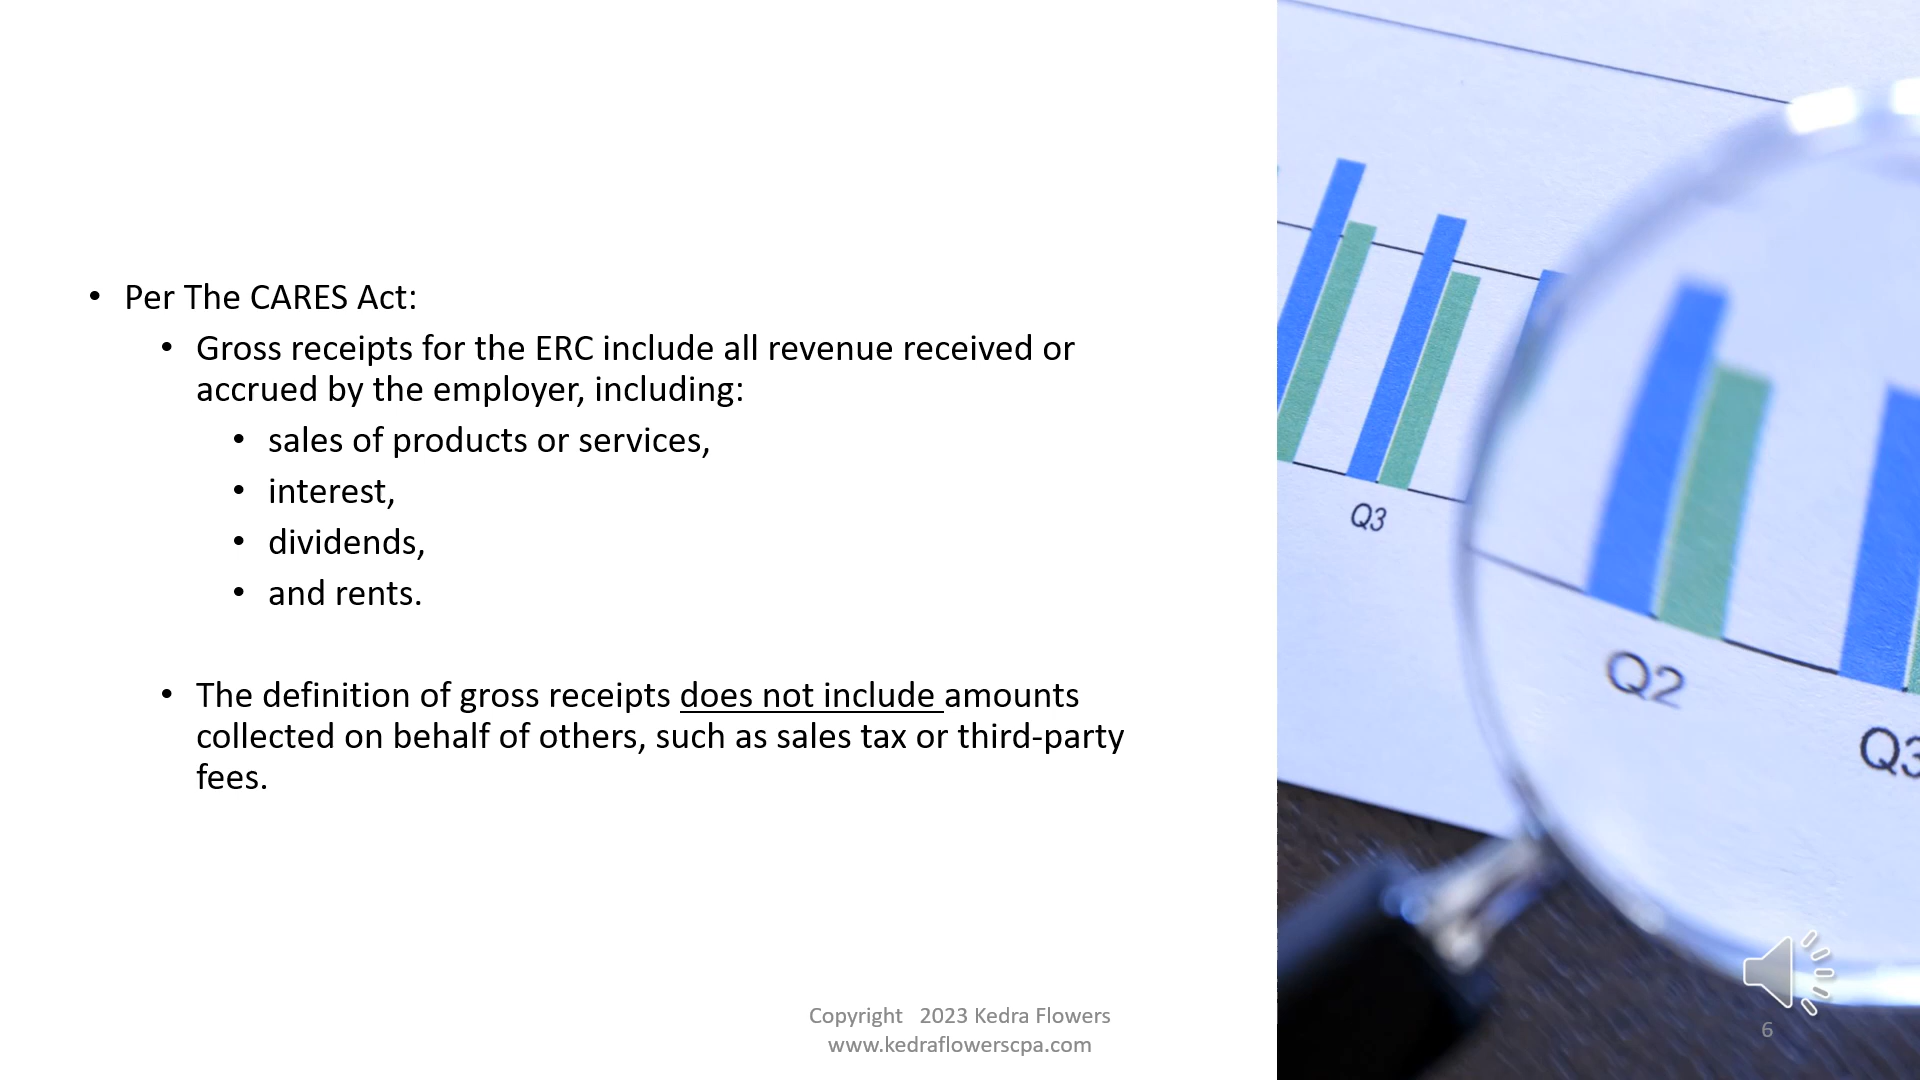 • Per The CARES Act:
• Gross receipts for the ERC include all revenue received or
accrued by the employer, including:
• sales of products or services,
• interest,
• dividends,
• and rents.
• The definition of gross receipts does not include amounts
collected on behalf of others, such as sales tax or third-party
fees.
Q3
Q2
Q3
Copyright 2023 Kedra Flowers
www.kedraflowerscpa.com
6